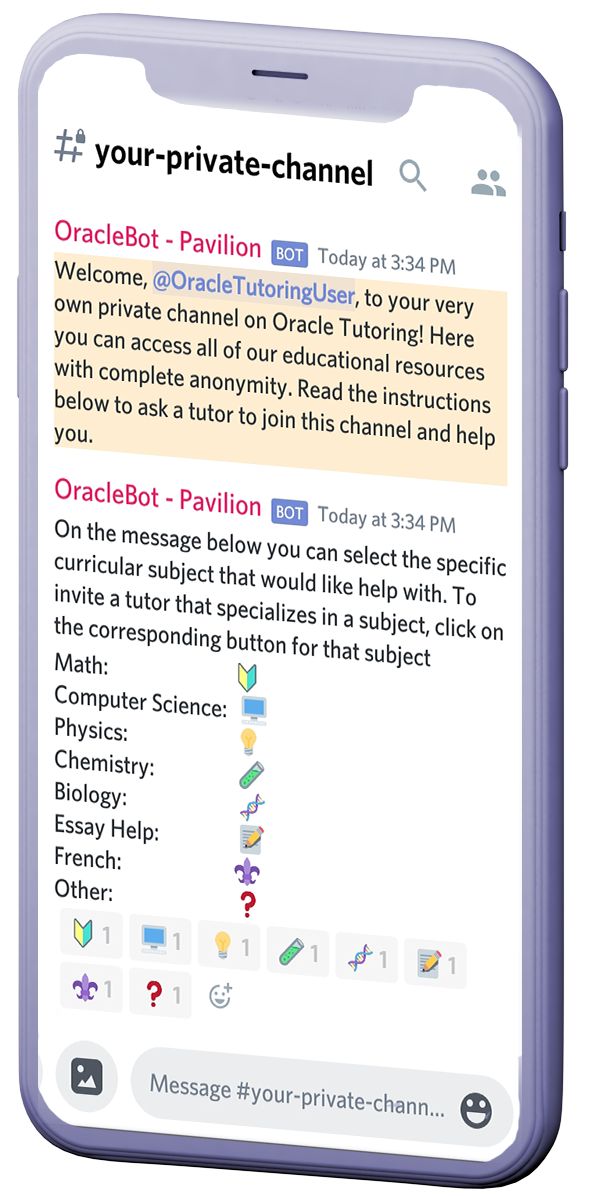 your-private-channel
OracleBot - Pavilion BOT Today at 3:34 PM
Welcome, @OracleTutoringUser, to your very
own private channel on Oracle Tutoring! Here
you can access all of our educational resources
with complete anonymity. Read the instructions
below to ask a tutor to join this channel and help
you.
OracleBot - Pavilion BOT Today at 3:34 PM
On the message below you can select the specific
curricular subject that would like help with. To
invite a tutor that specializes in a subject, click on
the corresponding button for that subject
Math:
Computer Science:
Physics:
Chemistry:
Biology:
Essay Help:
French:
Other: ❓
1 1 1 1 1 1
1 ❓ 1
Message #your-private-chann...